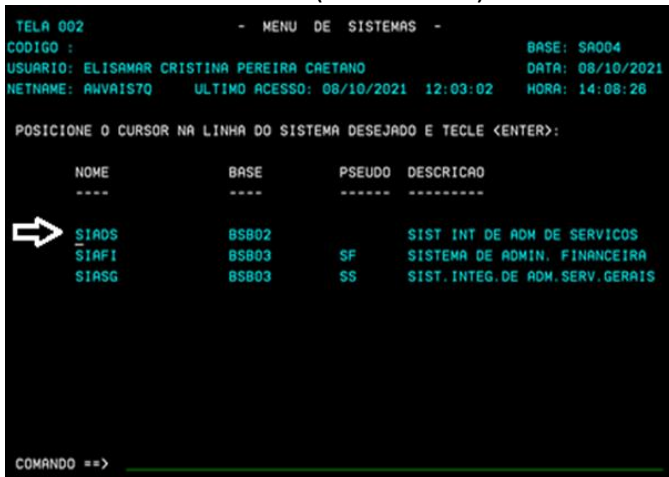 TELA 002 - MENU DE SISTEMAS -
CODIGO : BASE: SA004
USUARIO: ELISAMAR CRISTINA PEREIRA CAETANO DATA: 08/10/2021
NETNAME: AWVAIS7Q ULTIMO ACESSO: 08/10/2021 12:03:02 HORA: 14:08:26
POSICIONE O CURSOR NA LINHA DO SISTEMA DESEJADO E TECLE <ENTER>:
NOME BASE PSEUDO DESCRICAO
---- ---- ------ ---------
SIADS BSB02 SIST INT DE ADM DE SERVICOS
SIAFI BSB03 SF SISTEMA DE ADMIN. FINANCEIRA
SIASG BSB03 SS SIST.INTEG.DE ADM.SERV.GERAIS
COMANDO ==>